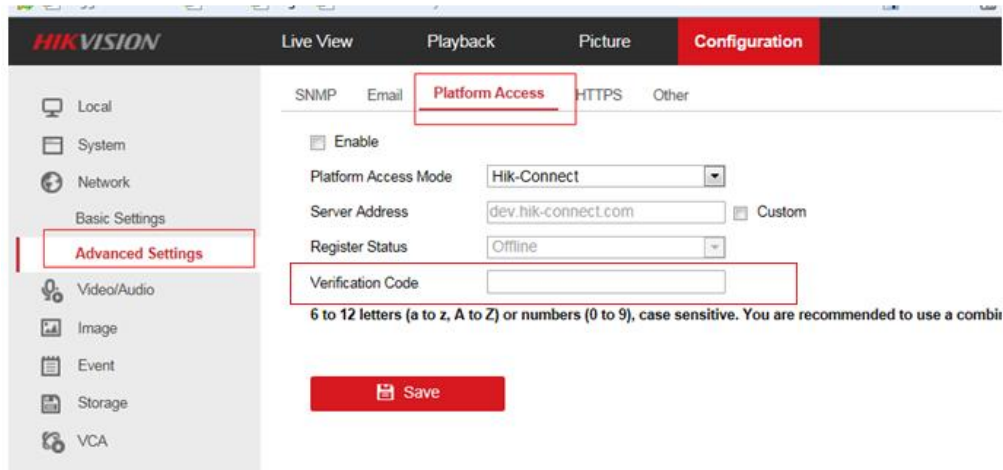 HIKVISION Live View Playback Picture Configuration
Local
System
Network
Basic Settings
Advanced Settings
Video/Audio
Image
Event
Storage
VCA
SNMP Email Platform Access HTTPS Other
Enable
Platform Access Mode Hik-Connect
Server Address dev.hik-connect.com Custom
Register Status Offline
Verification Code
6 to 12 letters (a to z, A to Z) or numbers (0 to 9), case sensitive. You are recommended to use a
Save